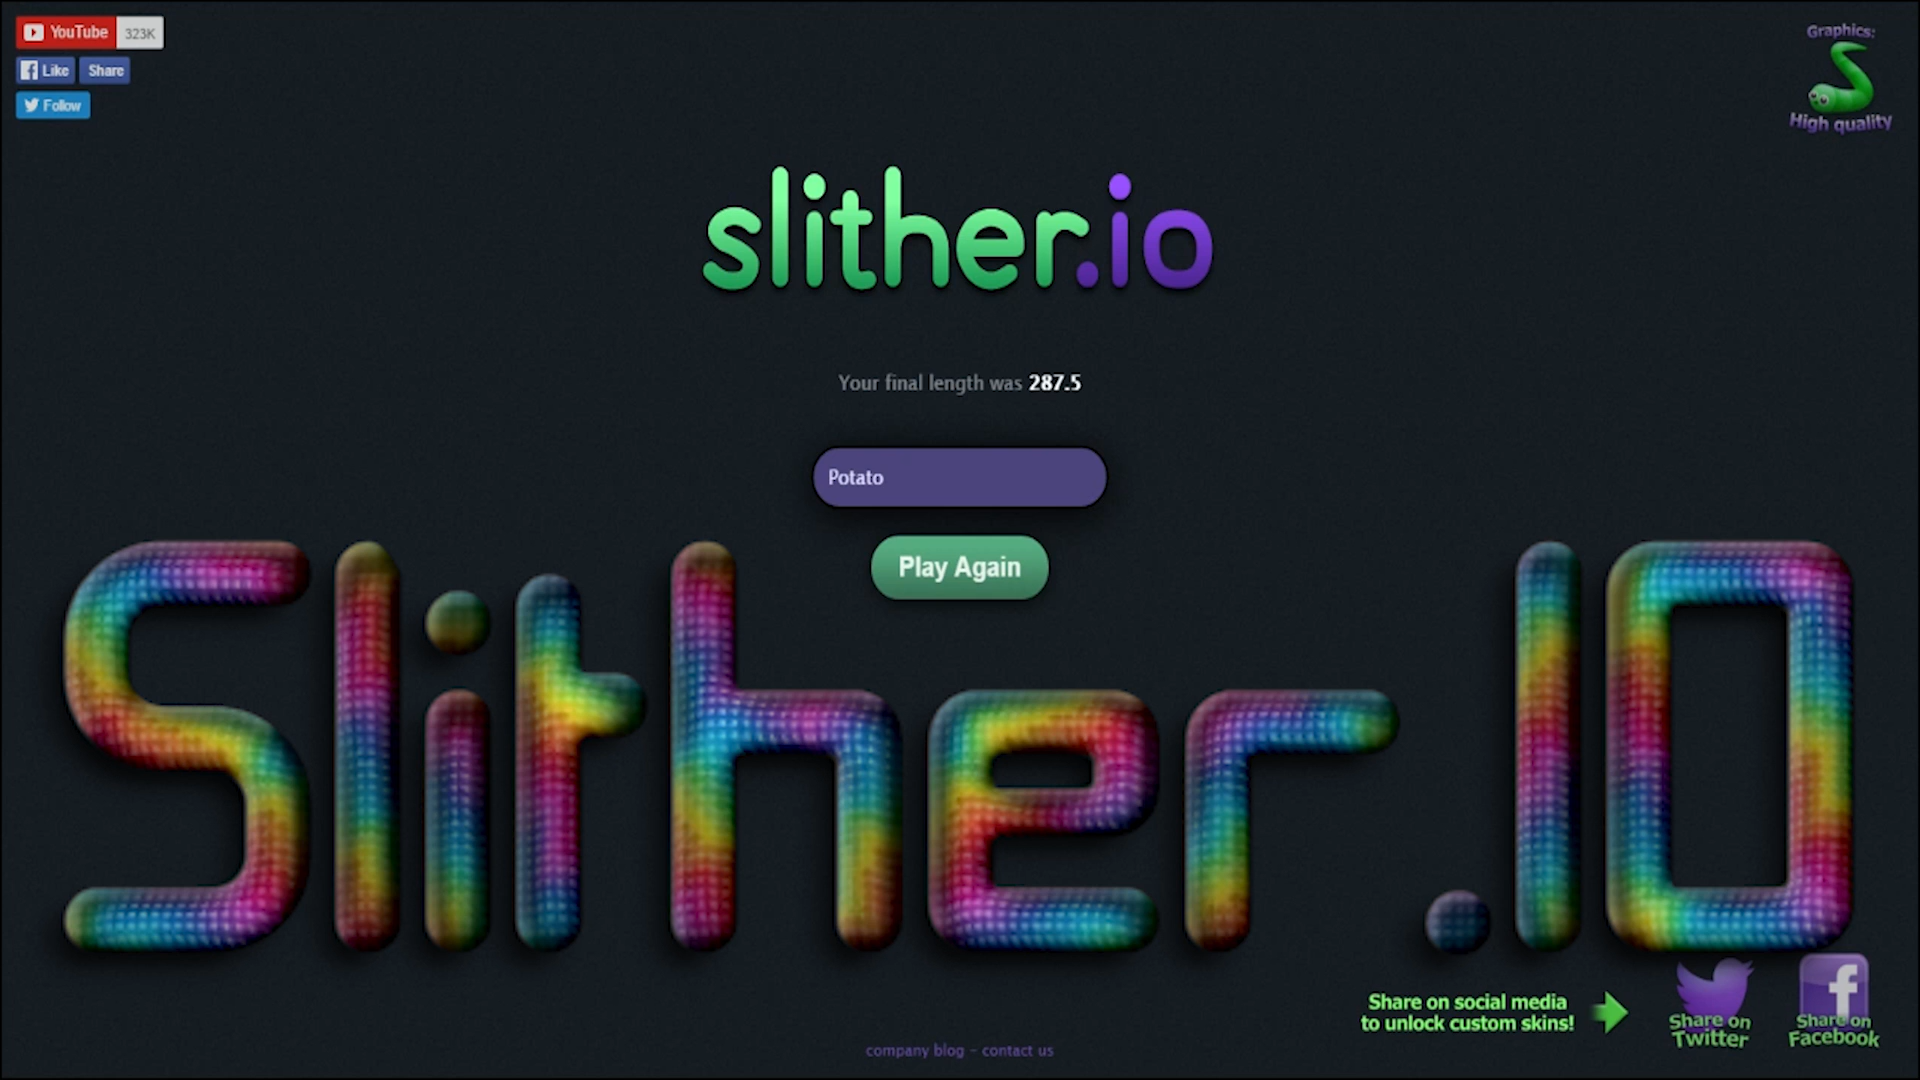 YouTube 323K
Like Share
Follow
Graphics:
High quality
slither.io
Your final length was 287.5
Potato
Play Again
Slither.IO
Share on social media
to unlock custom skins!
Share on
Twitter
Share on
Facebook
company blog - contact us